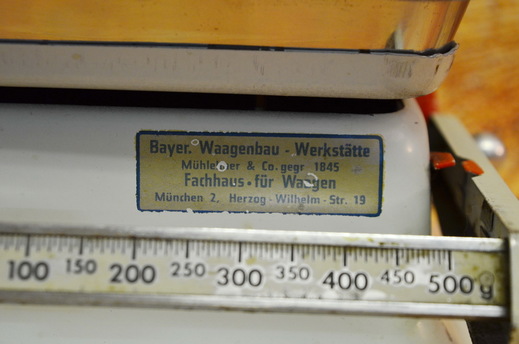 Bayer. Waagenbau - Werkstätte
& Co. gegr 1845
Fachhaus • für Waagen
München 2, Herzog - Wilhelm - Str. 19
100 150 200 250 300 350 400 450 500 g